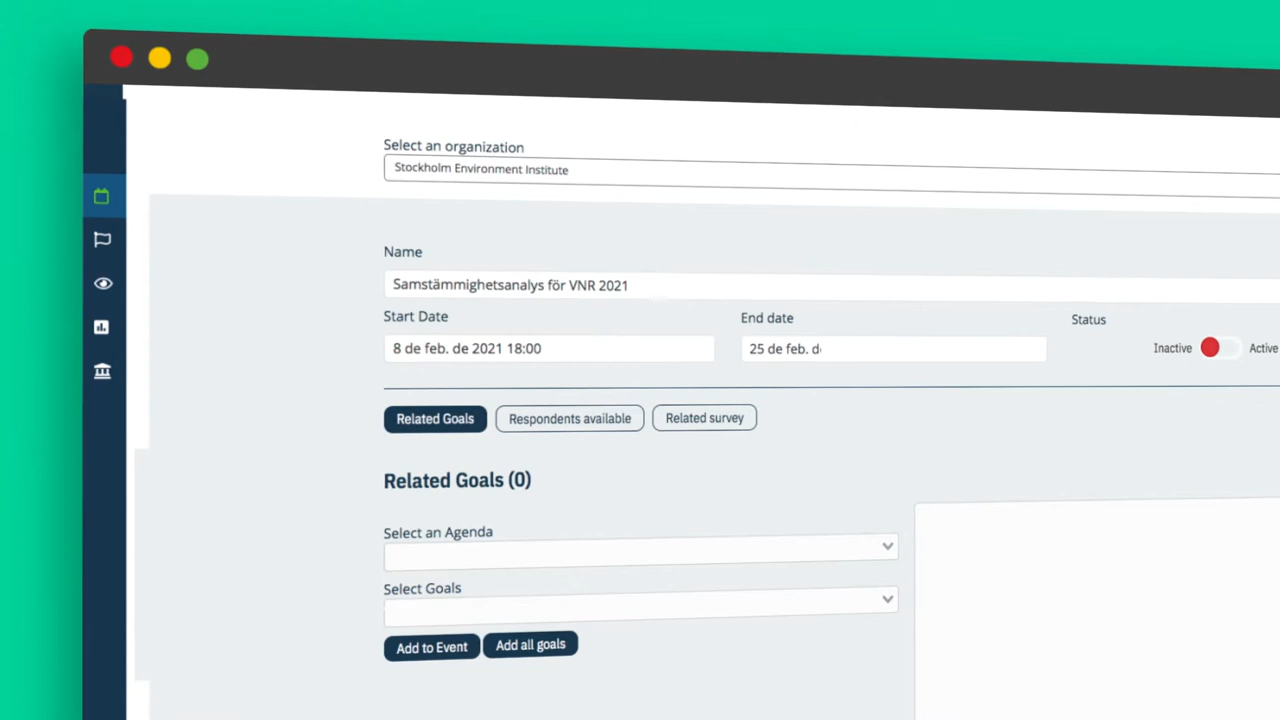 Select an organization
Stockholm Environment Institute
Name
Samstämmighetsanalys för VNR 2021
Start Date
End date
Status
8 de feb. de 2021 18:00
25 de feb. d
Inactive
Active
Related Goals
Respondents available
Related survey
Related Goals (0)
Select an Agenda
Select Goals
Add to Event
Add all goals